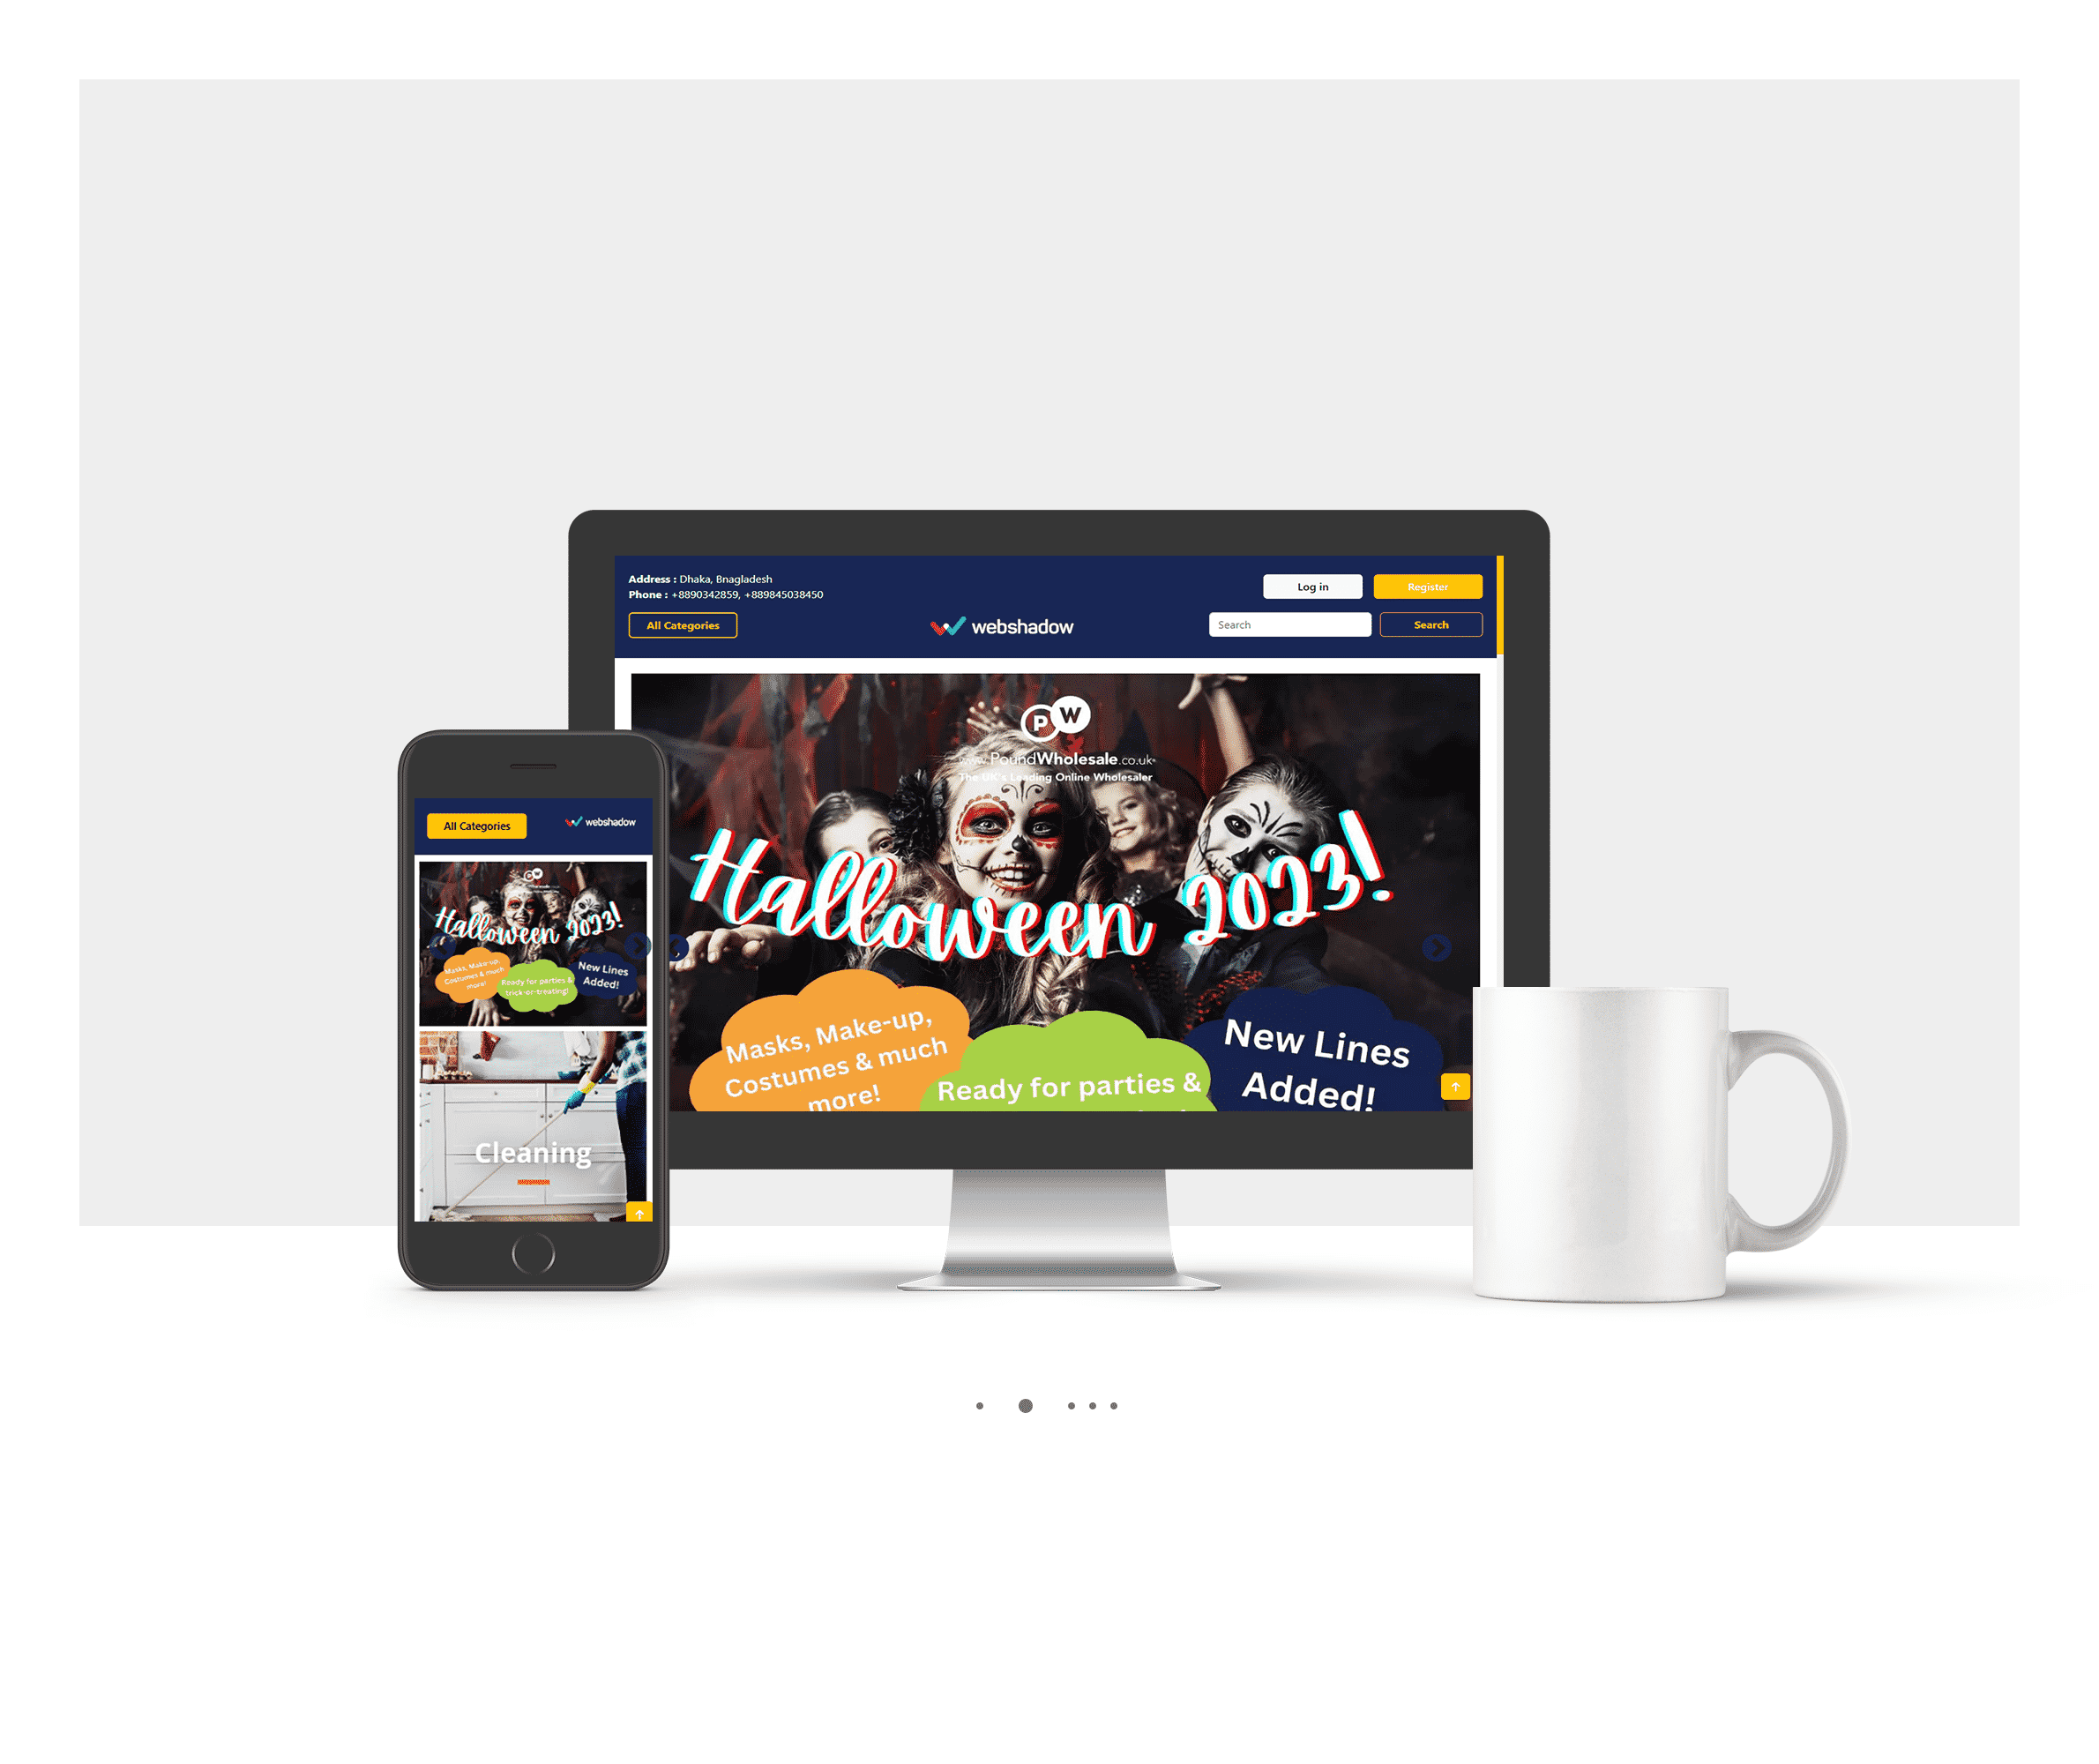 Address : Dhaka, Bnagladesh
Phone : +8890342859, +889845038450
Log in
Register
All Categories
webshadow
Search
Search
PW
www.PoundWholesale.co.uk
The UK's Leading Online Wholesaler
Halloween 2023!
Masks, Make-up,
Costumes & much
more!
Ready for parties &
New Lines
Added!
All Categories
webshadow
PW
Halloween 2023!
Masks, Make-up,
Costumes & much
more!
Ready for parties &
trick-or-treating!
New Lines
Added!
Cleaning